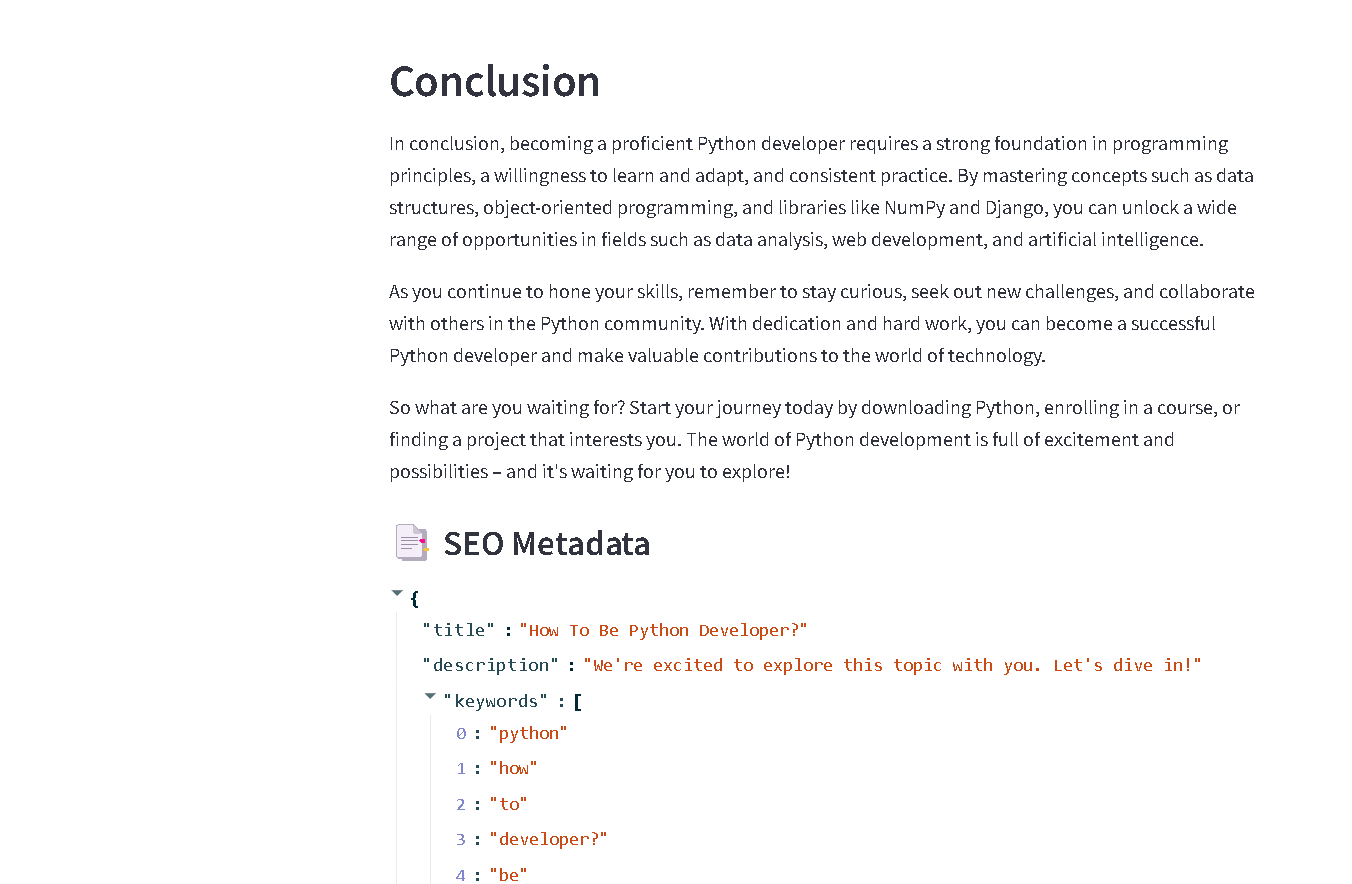 Conclusion
In conclusion, becoming a proficient Python developer requires a strong foundation in programming
principles, a willingness to learn and adapt, and consistent practice. By mastering concepts such as data
structures, object-oriented programming, and libraries like NumPy and Django, you can unlock a wide
range of opportunities in fields such as data analysis, web development, and artificial intelligence.
As you continue to hone your skills, remember to stay curious, seek out new challenges, and collaborate
with others in the Python community. With dedication and hard work, you can become a successful
Python developer and make valuable contributions to the world of technology.
So what are you waiting for? Start your journey today by downloading Python, enrolling in a course, or
finding a project that interests you. The world of Python development is full of excitement and
possibilities – and it's waiting for you to explore!
SEO Metadata
{
"title" : "How To Be Python Developer?"
"description" : "We're excited to explore this topic with you. Let's dive in!"
"keywords" : [
0 : "python"
1 : "how"
2 : "to"
3 : "developer?"
4 : "be"